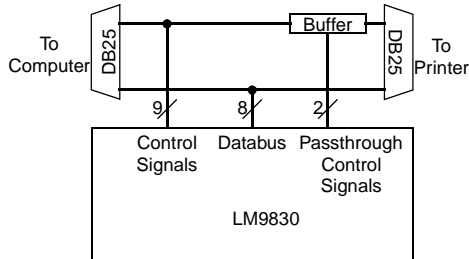 Buffer
To
Computer
DB25
DB25
To
Printer
9
8
2
Control
Signals
Databus
Passthrough
Control
Signals
LM9830